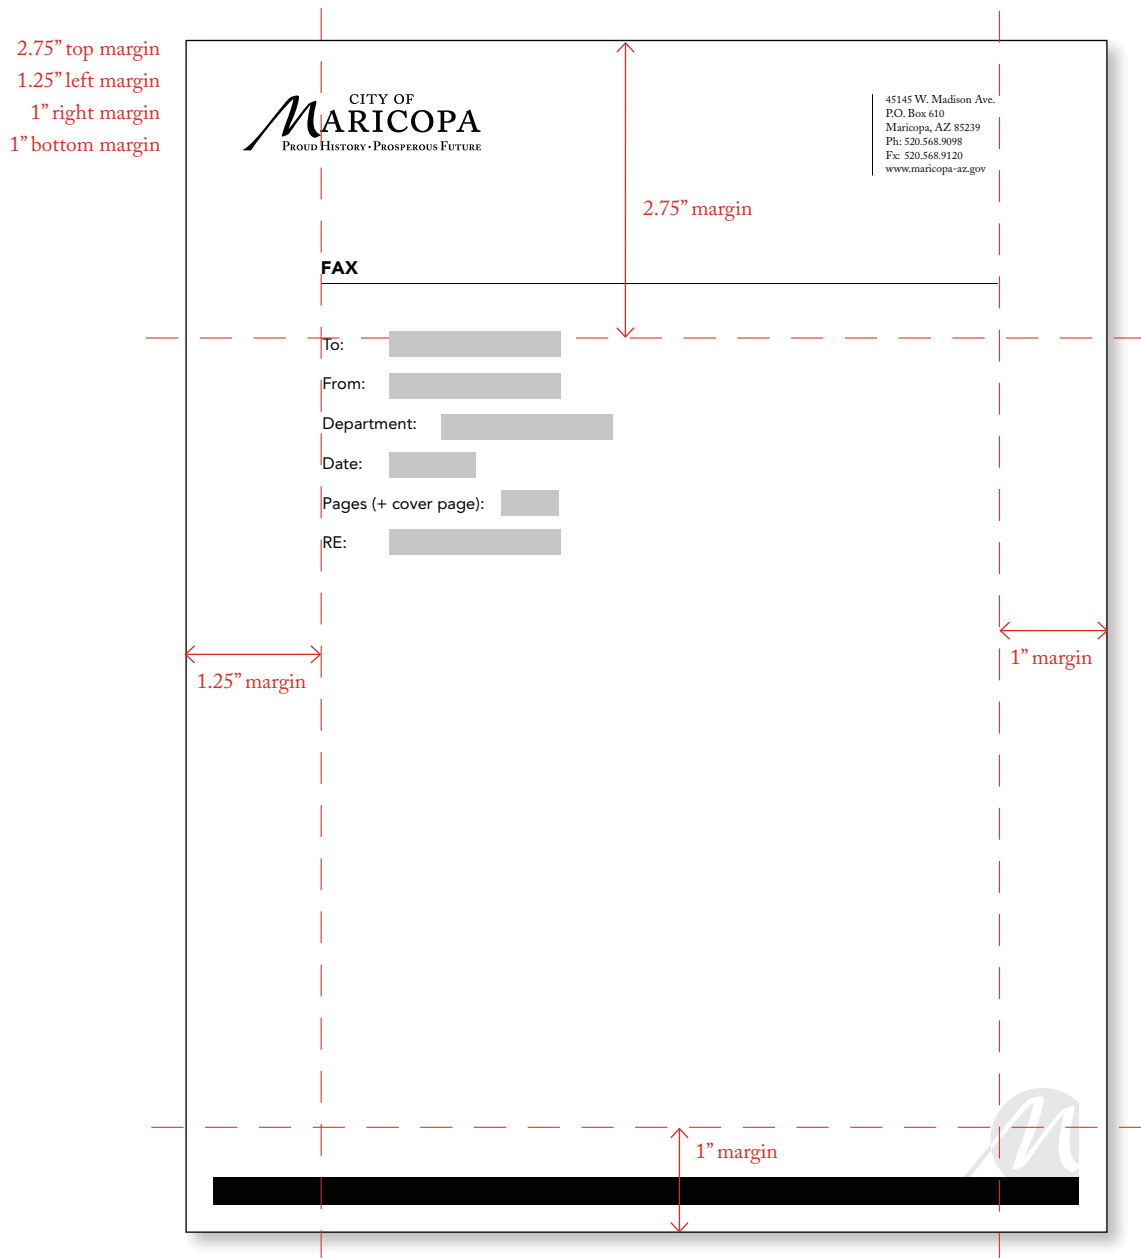 2.75” top margin
1.25” left margin
1” right margin
1” bottom margin
CITY OF
MARICOPA
PROUD HISTORY · PROSPEROUS FUTURE
45145 W. Madison Ave.
P.O. Box 610
Maricopa, AZ 85239
Ph: 520.568.9098
Fx: 520.568.9120
www.maricopa-az.gov
2.75” margin
FAX
To:
From:
Department:
Date:
Pages (+ cover page):
RE:
1” margin
1.25” margin
1” margin
M